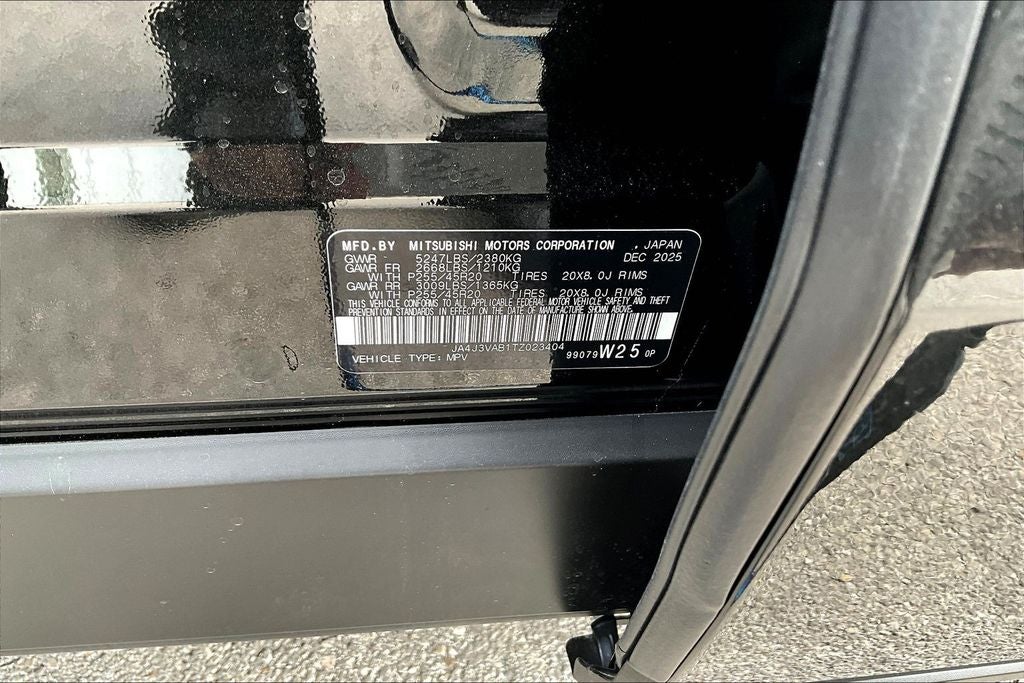 MFD.BY MITSUBISHI MOTORS CORPORATION , JAPAN
GWWR 5247LBS/2380KG DEC 2025
GAWR FR 2668LBS/1210KG
WITH P255/45R20 TIRES 20X8.0J RIMS
GAWR RR 3009LBS/1365KG
WITH P255/45R20 TIRES 20X8.0J RIMS
THIS VEHICLE CONFORMS TO ALL APPLICABLE FEDERAL MOTOR VEHICLE SAFETY AND THEFT
PREVENTION STANDARDS IN EFFECT ON THE DATE OF MANUFACTURE SHOWN ABOVE.
JA4J3VAB1TZ023404
VEHICLE TYPE: MPV 99079 W25 0P